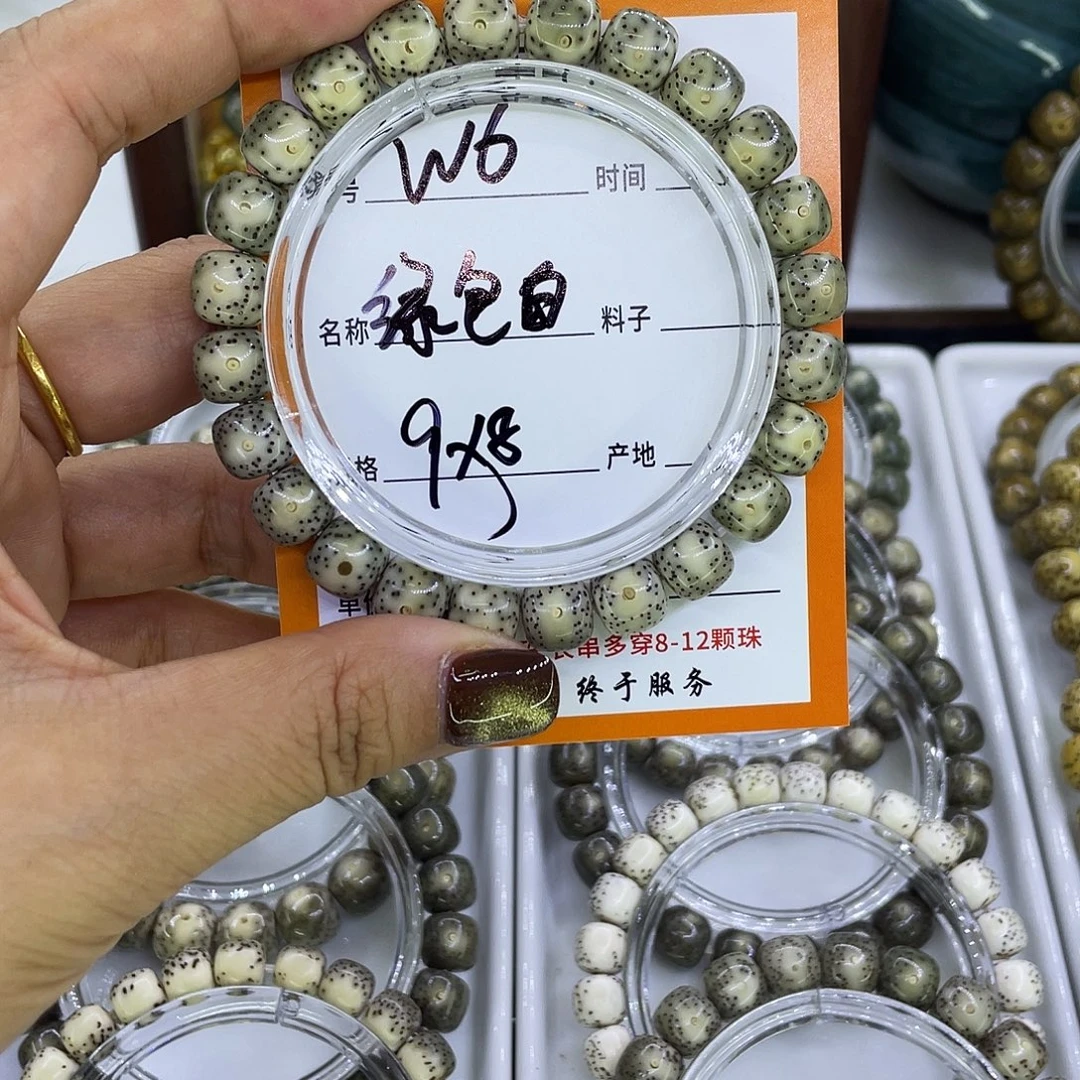 号 W6 时间
名称 绿包白 料子
格 9x8 产地
串多穿8-12颗珠
终于服务